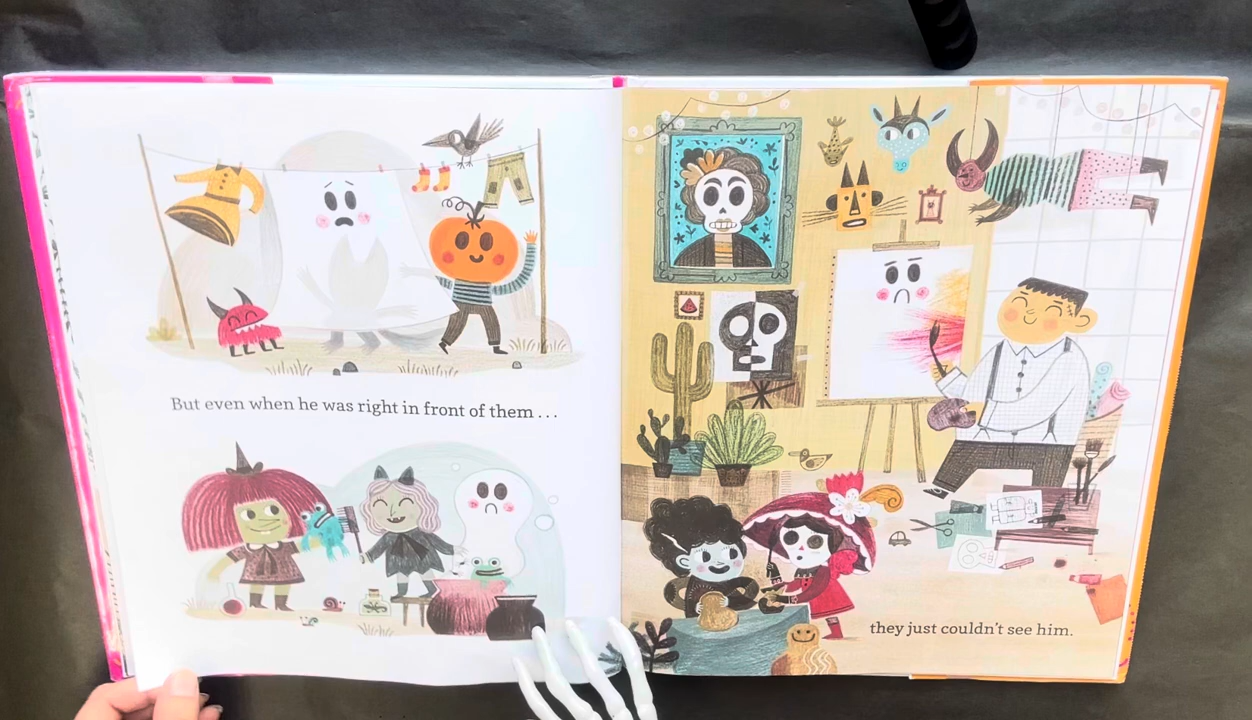 But even when he was right in front of them . . .
they just couldn't see him.